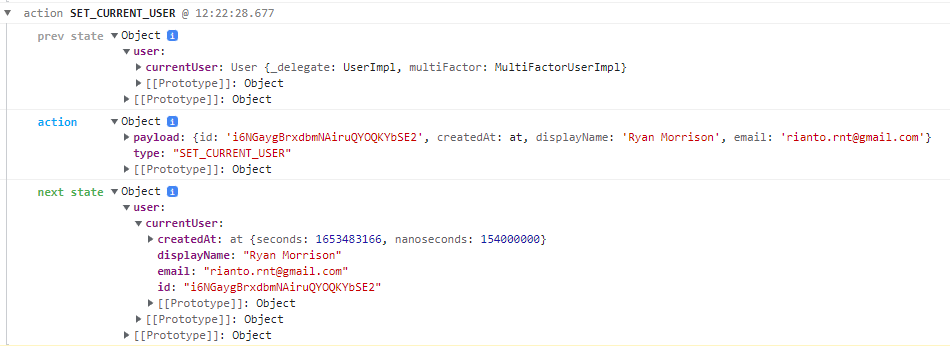 action SET_CURRENT_USER @ 12:22:28.677
prev state Object i
user:
currentUser: User {_delegate: UserImpl, multiFactor: MultiFactorUserImpl}
[[Prototype]]: Object
[[Prototype]]: Object
action Object i
payload: {id: 'i6NGaygBrxdbmNAiruQYOQKYbSE2', createdAt: at, displayName: 'Ryan Morrison', email: 'rianto.rnt@gmail.com'}
type: "SET_CURRENT_USER"
[[Prototype]]: Object
next state Object i
user:
currentUser:
createdAt: at {seconds: 1653483166, nanoseconds: 154000000}
displayName: "Ryan Morrison"
email: "rianto.rnt@gmail.com"
id: "i6NGaygBrxdbmNAiruQYOQKYbSE2"
[[Prototype]]: Object
[[Prototype]]: Object
[[Prototype]]: Object